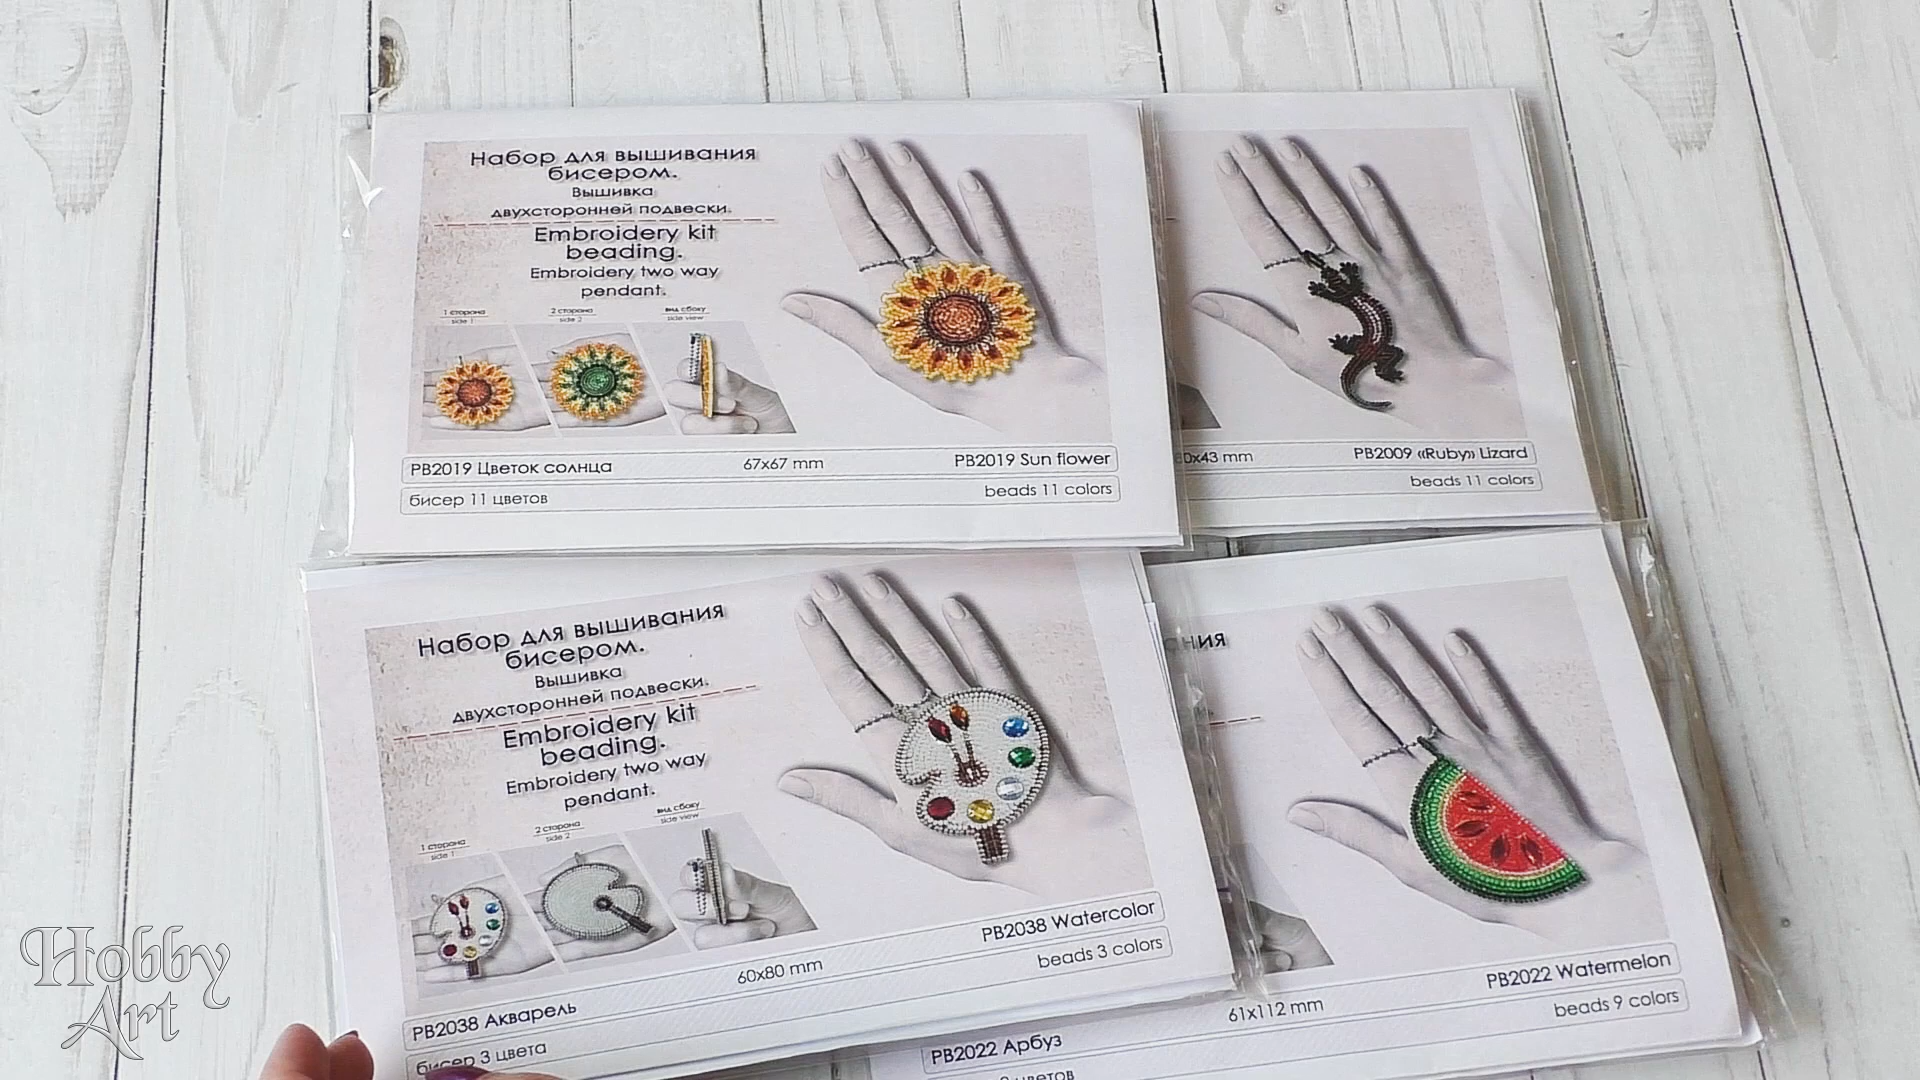 Набор для вышивания
бисером.
Вышивка
двухсторонней подвески.
Embroidery kit
beading.
Embroidery two way
pendant.
1 сторона
side 1
2 сторона
side 2
вид сбоку
side view
PB2019 Цветок солнца 67x67 mm PB2019 Sun flower
бисер 11 цветов beads 11 colors
0x43 mm PB2009 «Ruby» Lizard
beads 11 colors
Набор для вышивания
бисером.
Вышивка
двухсторонней подвески.
Embroidery kit
beading.
Embroidery two way
pendant.
1 сторона
side 1
2 сторона
side 2
вид сбоку
side view
PB2038 Акварель 60x80 mm PB2038 Watercolor
бисер 3 цвета beads 3 colors
ания
PB2022 Арбуз 61x112 mm PB2022 Watermelon
цветов beads 9 colors
Hobby
Art